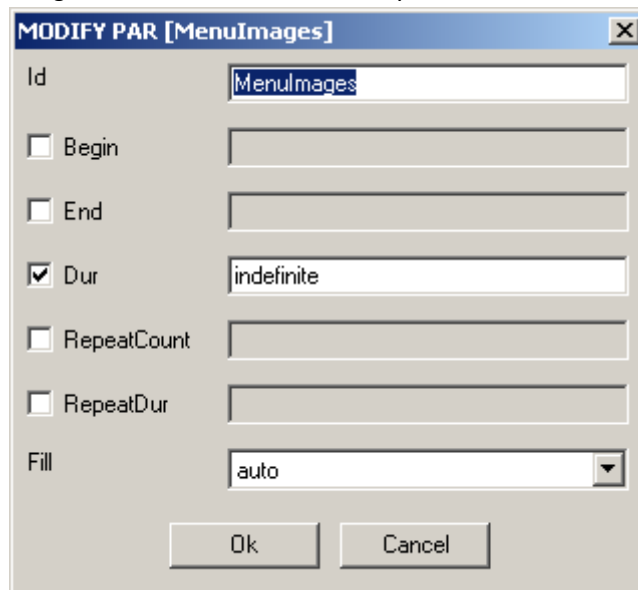 MODIFY PAR [MenuImages]
Id MenuImages
Begin
End
Dur indefinite
RepeatCount
RepeatDur
Fill auto
Ok Cancel